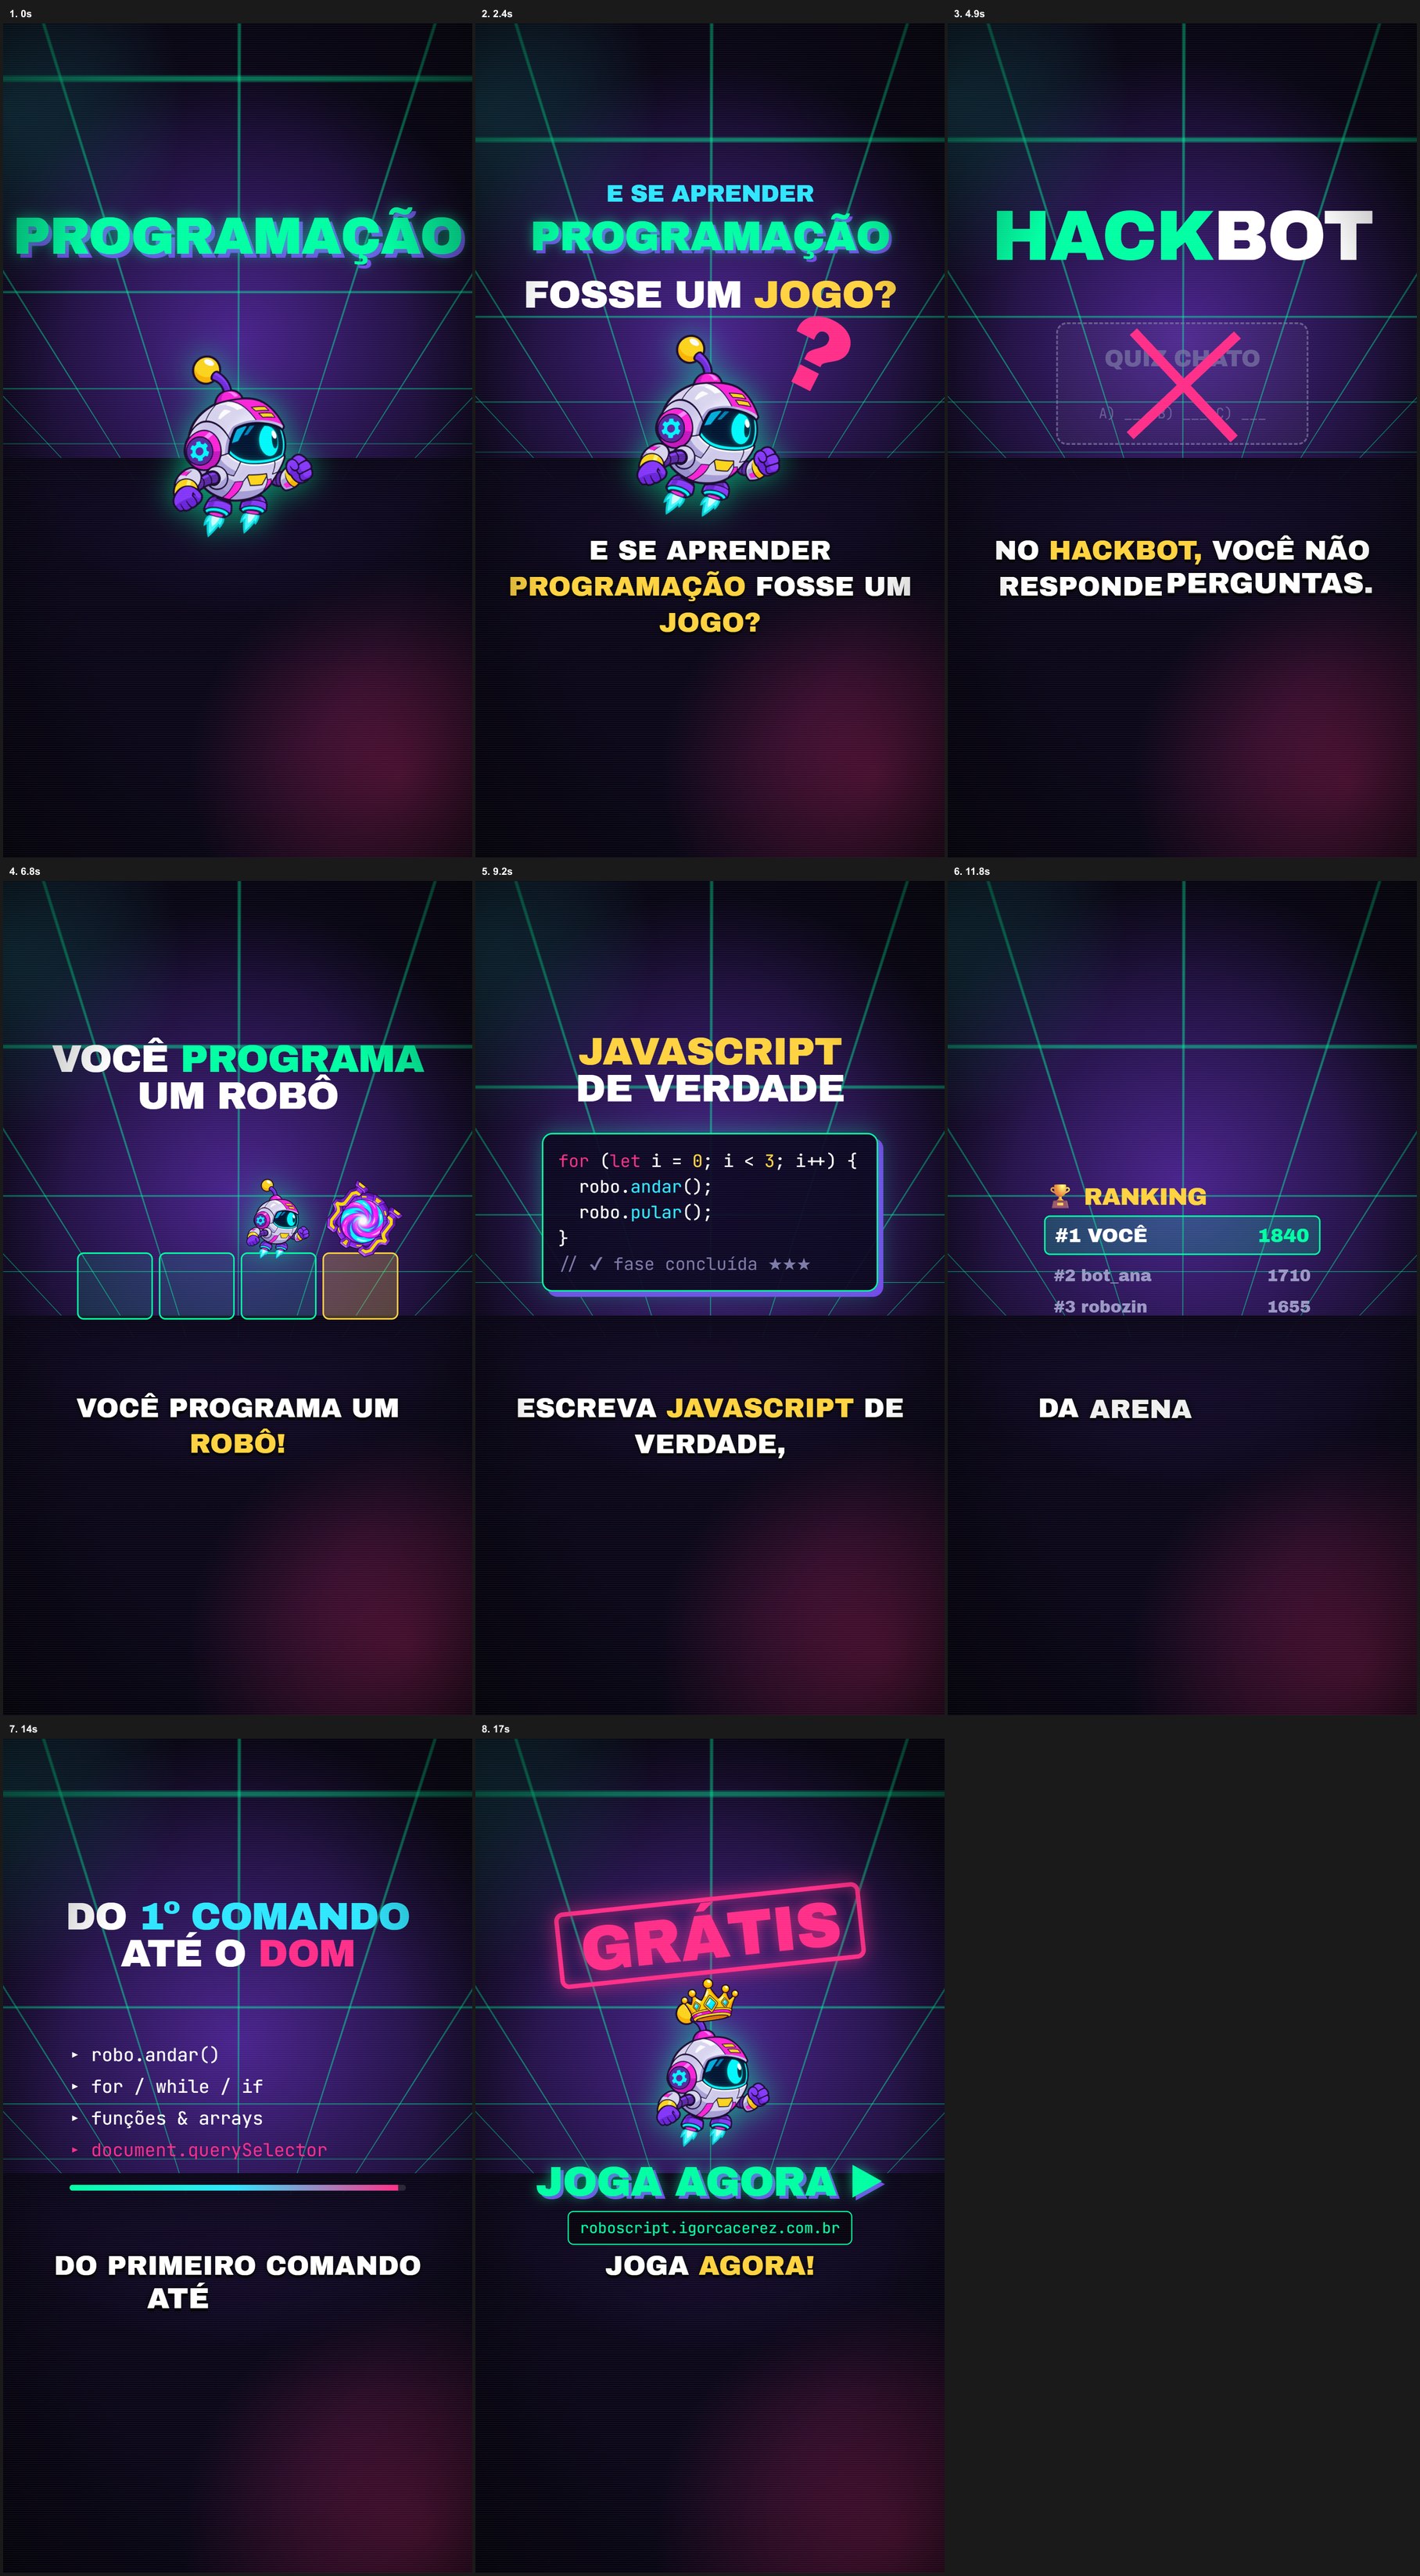 1. 0s
PROGRAMAÇÃO
2. 2.4s
E SE APRENDER
PROGRAMAÇÃO
FOSSE UM JOGO?
?
E SE APRENDER
PROGRAMAÇÃO FOSSE UM
JOGO?
3. 4.9s
HACKBOT
QUIZ CHATO
A) ___ B) ___ C) ___
NO HACKBOT, VOCÊ NÃO
RESPONDE PERGUNTAS.
4. 6.8s
VOCÊ PROGRAMA
UM ROBÔ
VOCÊ PROGRAMA UM
ROBÔ!
5. 9.2s
JAVASCRIPT
DE VERDADE
for (let i = 0; i < 3; i++) {
robo.andar();
robo.pular();
}
// ✓ fase concluída ★★★
ESCREVA JAVASCRIPT DE
VERDADE,
6. 11.8s
🏆 RANKING
#1 VOCÊ 1840
#2 bot_ana 1710
#3 robozin 1655
DA ARENA
7. 14s
DO 1º COMANDO
ATÉ O DOM
▸ robo.andar()
▸ for / while / if
▸ funções & arrays
▸ document.querySelector
DO PRIMEIRO COMANDO
ATÉ
8. 17s
GRÁTIS
JOGA AGORA ▶
roboscript.igorcacerez.com.br
JOGA AGORA!